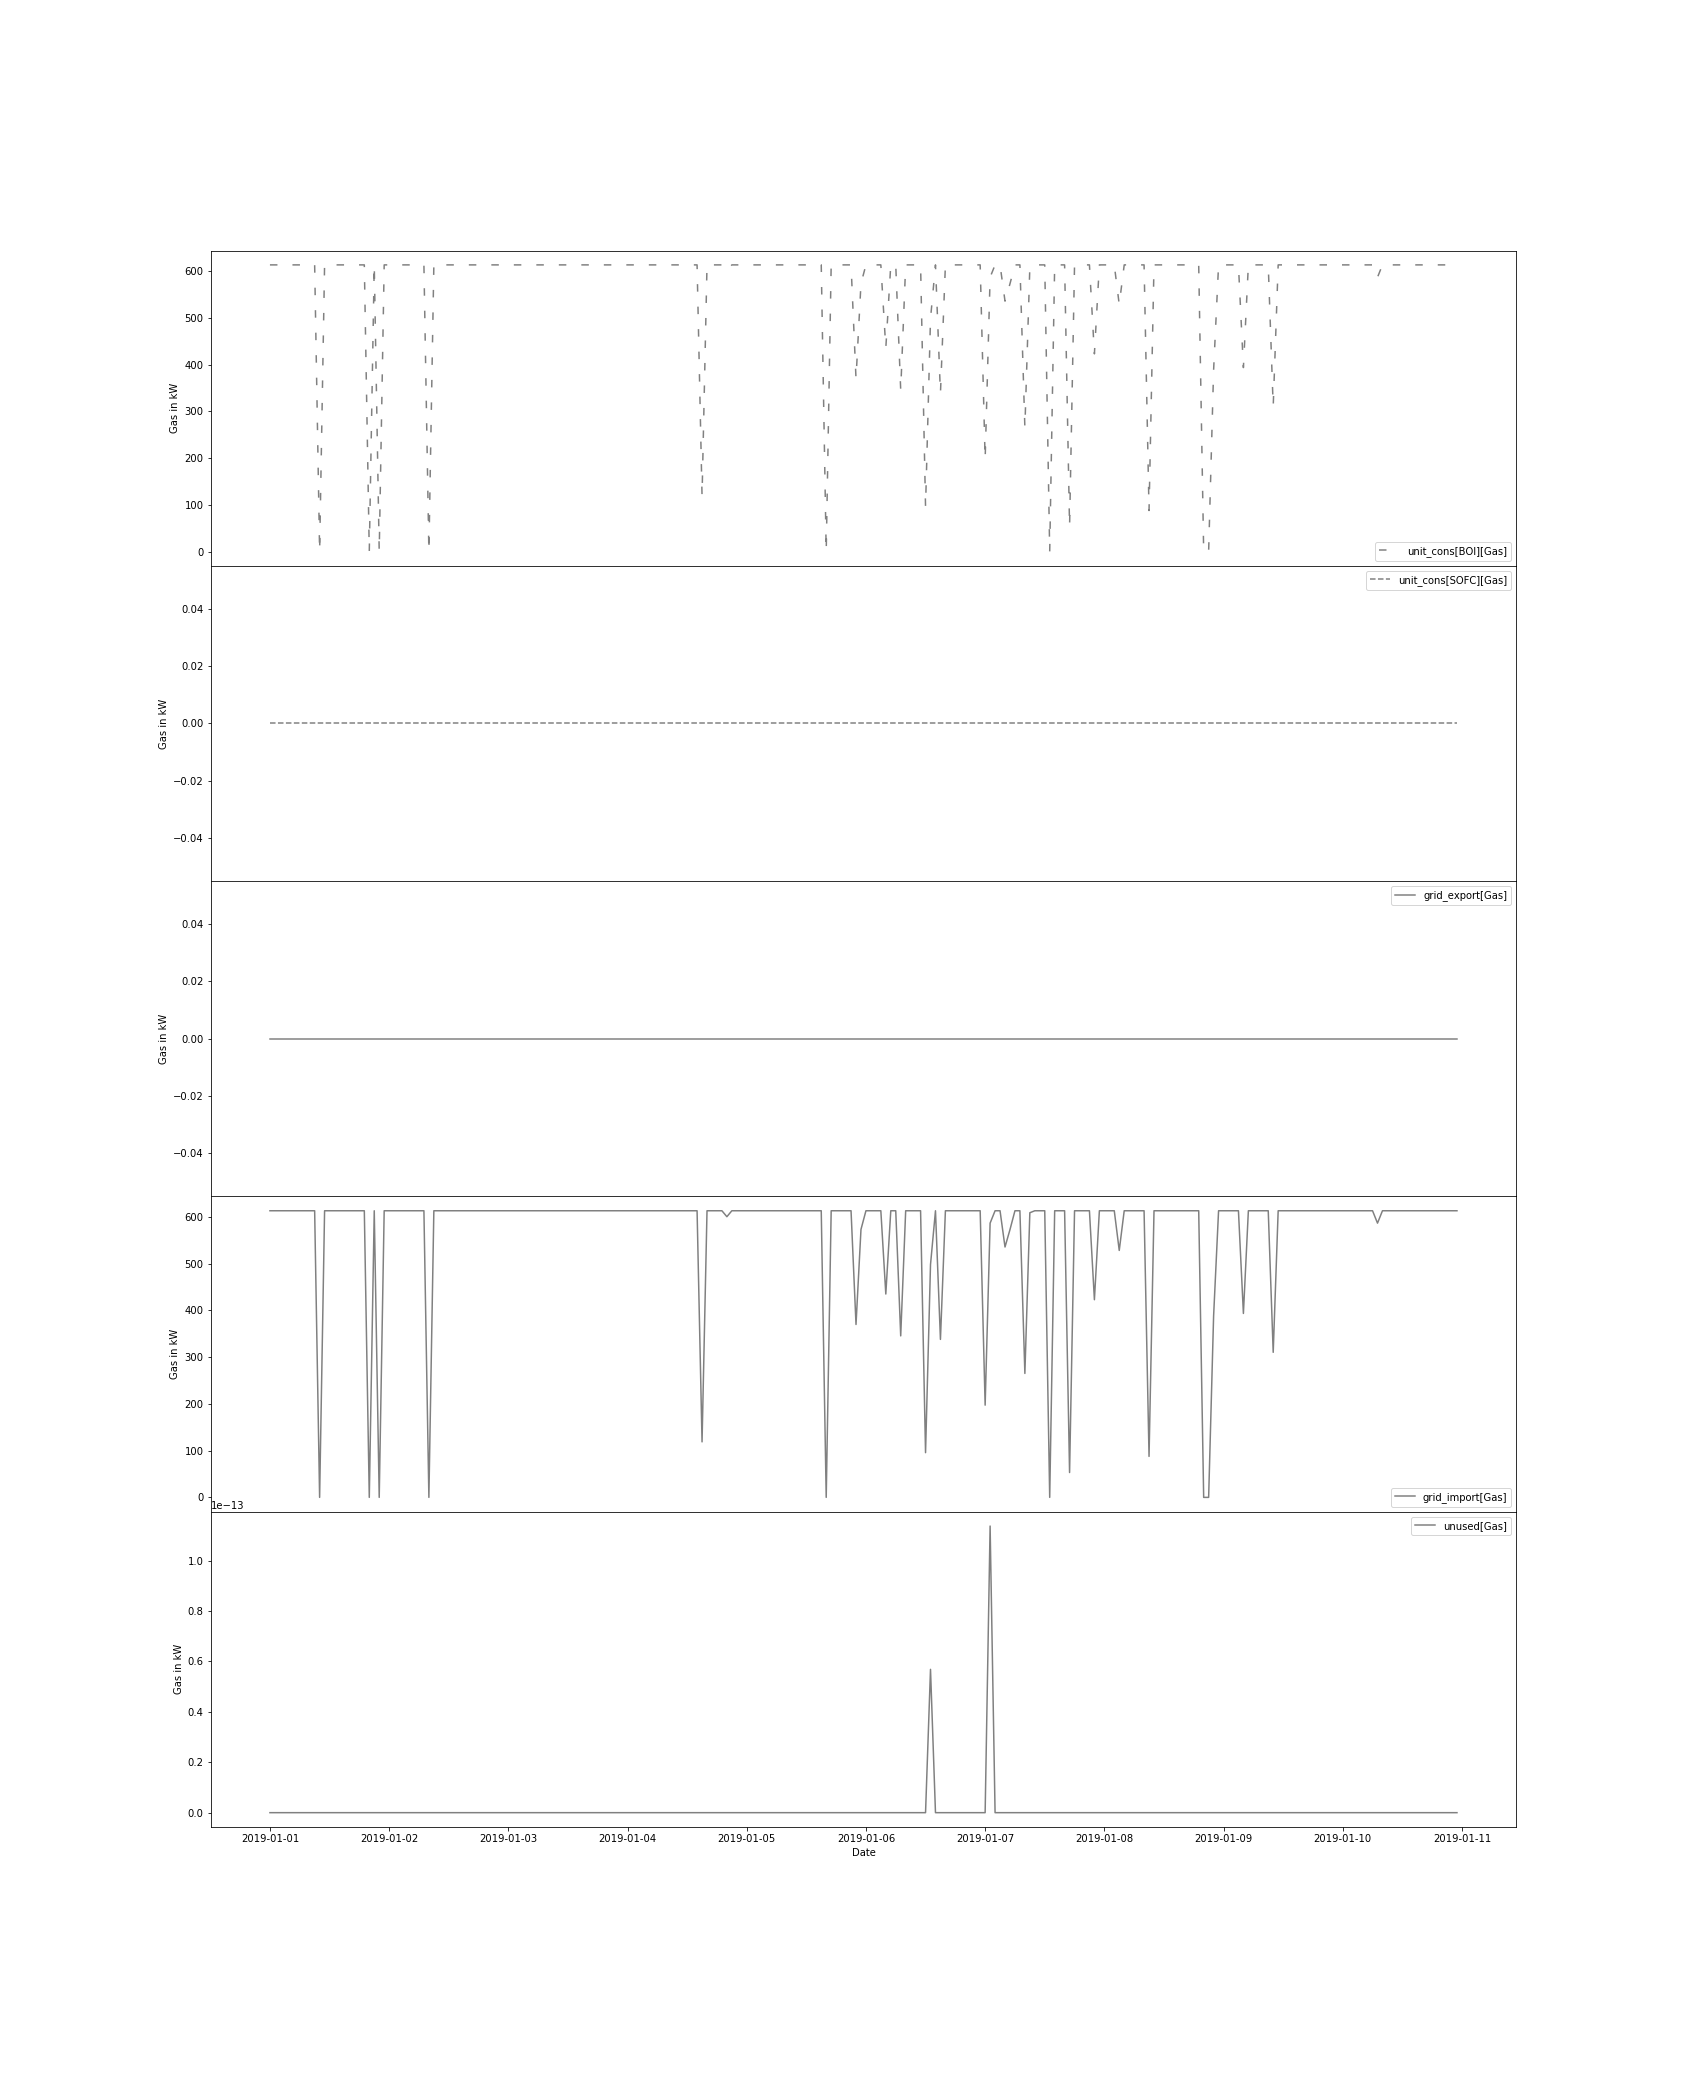 600
500
400
300
200
100
0
Gas in kW
unit_cons[BOI][Gas]
unit_cons[SOFC][Gas]
0.04
0.02
0.00
−0.02
−0.04
Gas in kW
grid_export[Gas]
0.04
0.02
0.00
−0.02
−0.04
Gas in kW
600
500
400
300
200
100
0
Gas in kW
grid_import[Gas]
1e−13
unused[Gas]
1.0
0.8
0.6
0.4
0.2
0.0
Gas in kW
2019-01-01 2019-01-02 2019-01-03 2019-01-04 2019-01-05 2019-01-06 2019-01-07 2019-01-08 2019-01-09 2019-01-10 2019-01-11
Date